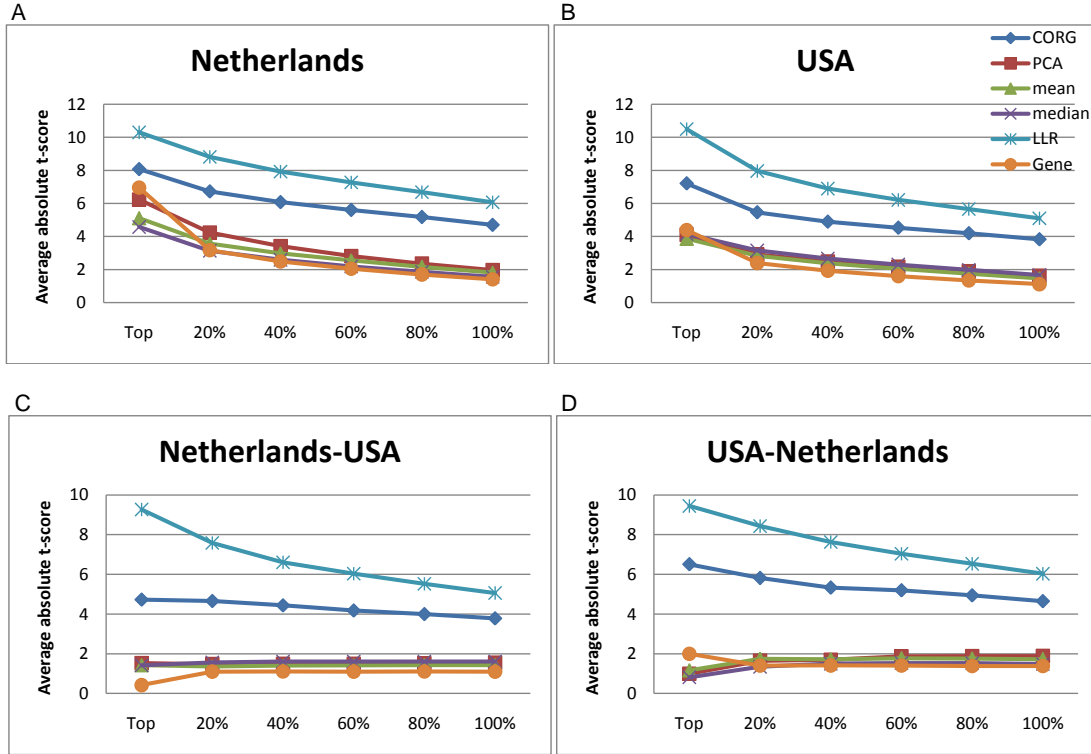 A
Netherlands
Average absolute t-score
12
10
8
6
4
2
0
Top 20% 40% 60% 80% 100%
B
USA
Average absolute t-score
12
10
8
6
4
2
0
Top 20% 40% 60% 80% 100%
CORG
PCA
mean
median
LLR
Gene
C
Netherlands-USA
Average absolute t-score
10
8
6
4
2
0
Top 20% 40% 60% 80% 100%
D
USA-Netherlands
Average absolute t-score
10
8
6
4
2
0
Top 20% 40% 60% 80% 100%